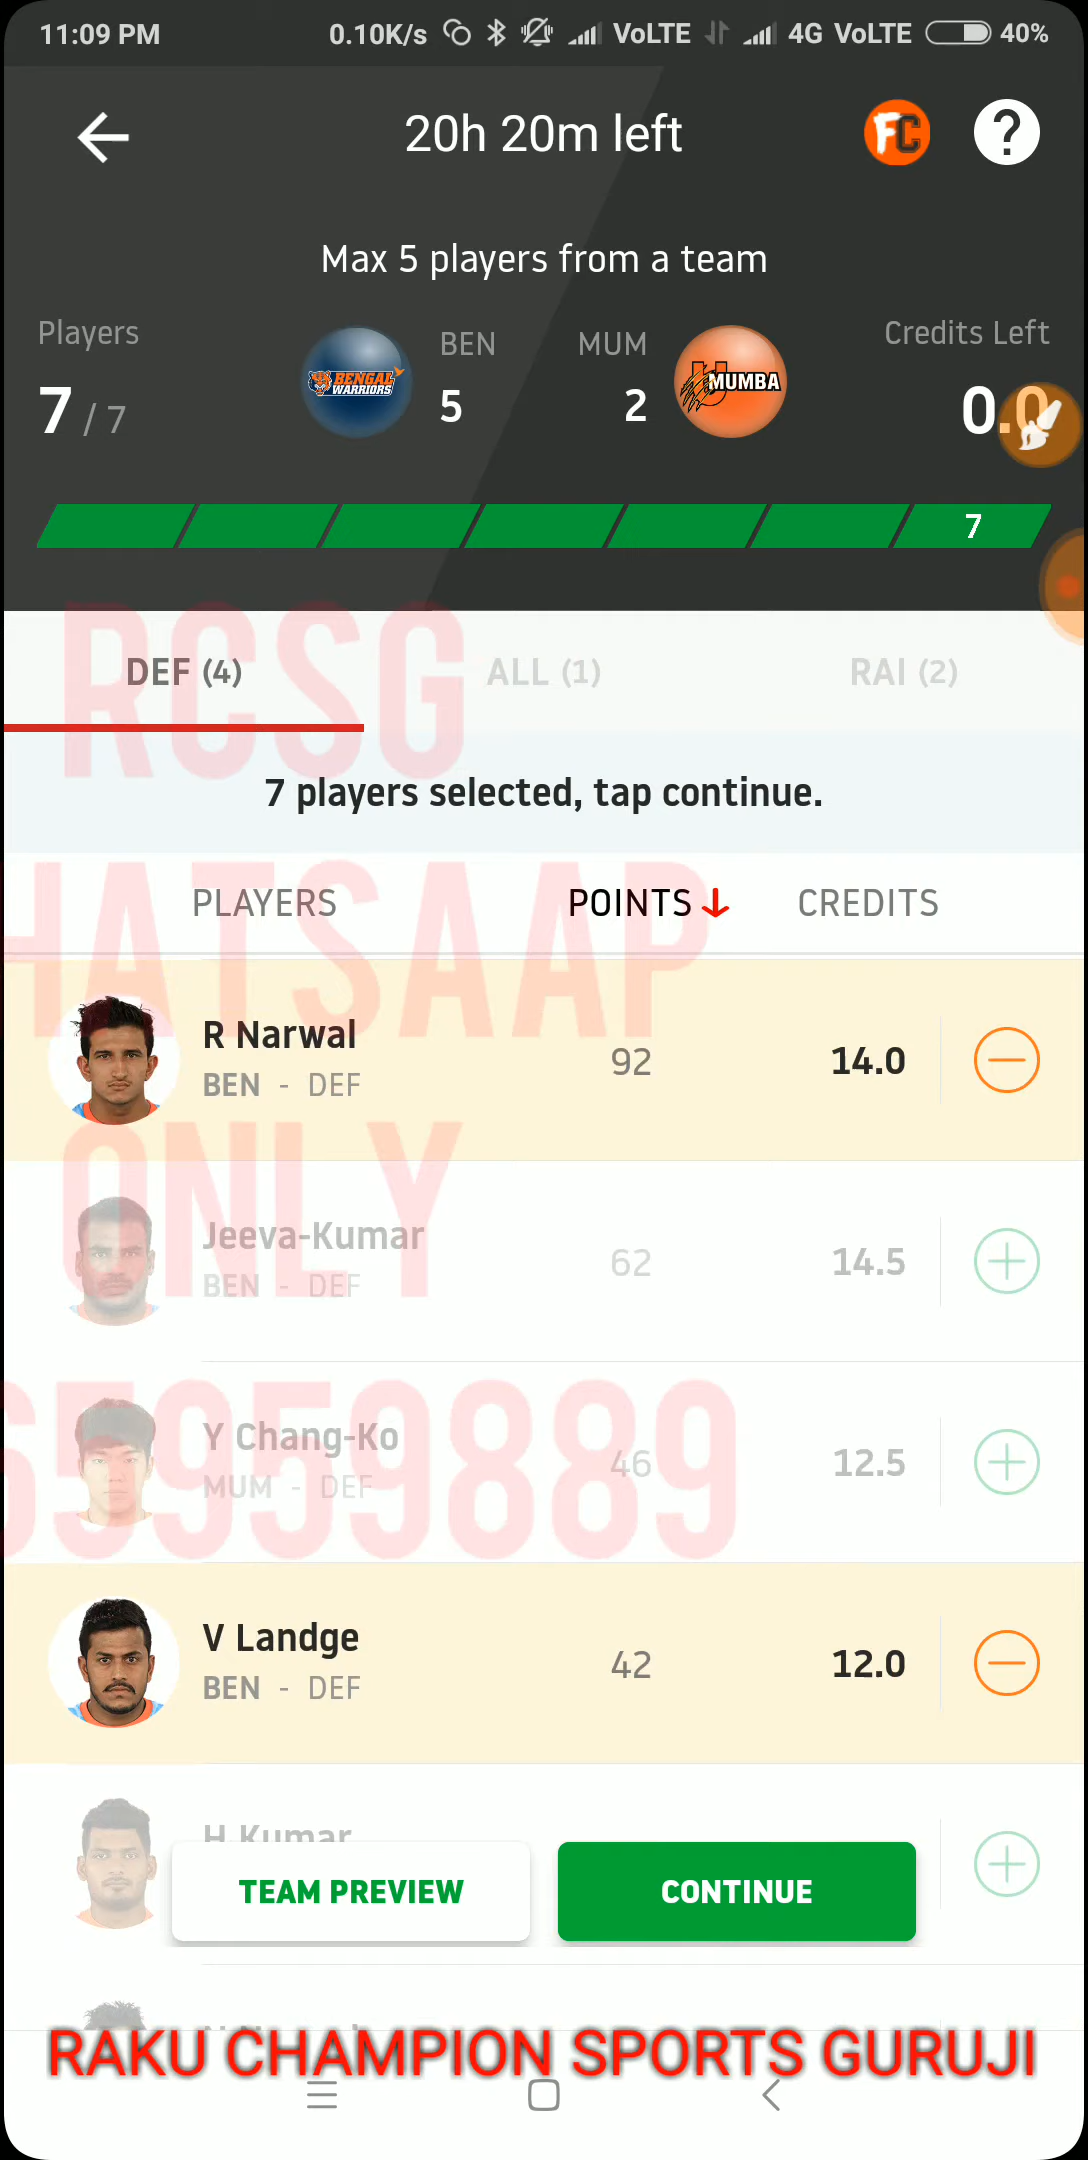 11:09 PM 0.10K/s VoLTE 4G VoLTE 40%
20h 20m left FC ?
Max 5 players from a team
Players BEN MUM Credits Left
BENGAL WARRIORS U MUMBA
7 / 7 5 2 0.0
7
RCSG
DEF (4) ALL (1) RAI (2)
7 players selected, tap continue.
HATSAAP
PLAYERS POINTS CREDITS
R Narwal
BEN - DEF 92 14.0
ONLY
Jeeva-Kumar
BEN - DEF 62 14.5
65959889
Y Chang-Ko
MUM - DEF 46 12.5
V Landge
BEN - DEF 42 12.0
H Kumar
TEAM PREVIEW CONTINUE
RAKU CHAMPION SPORTS GURUJI